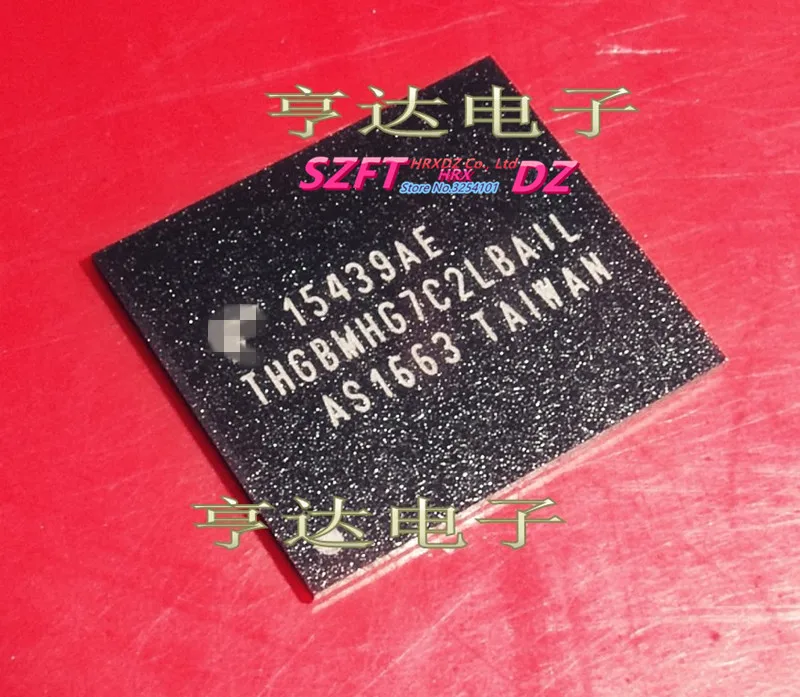 亨达电子
SZFT HRXDZ Co., Ltd DZ
HRX
Store No.3254101
15439AE
THGBMHG7C2LBAIL
AS1663 TAIWAN
亨达电子